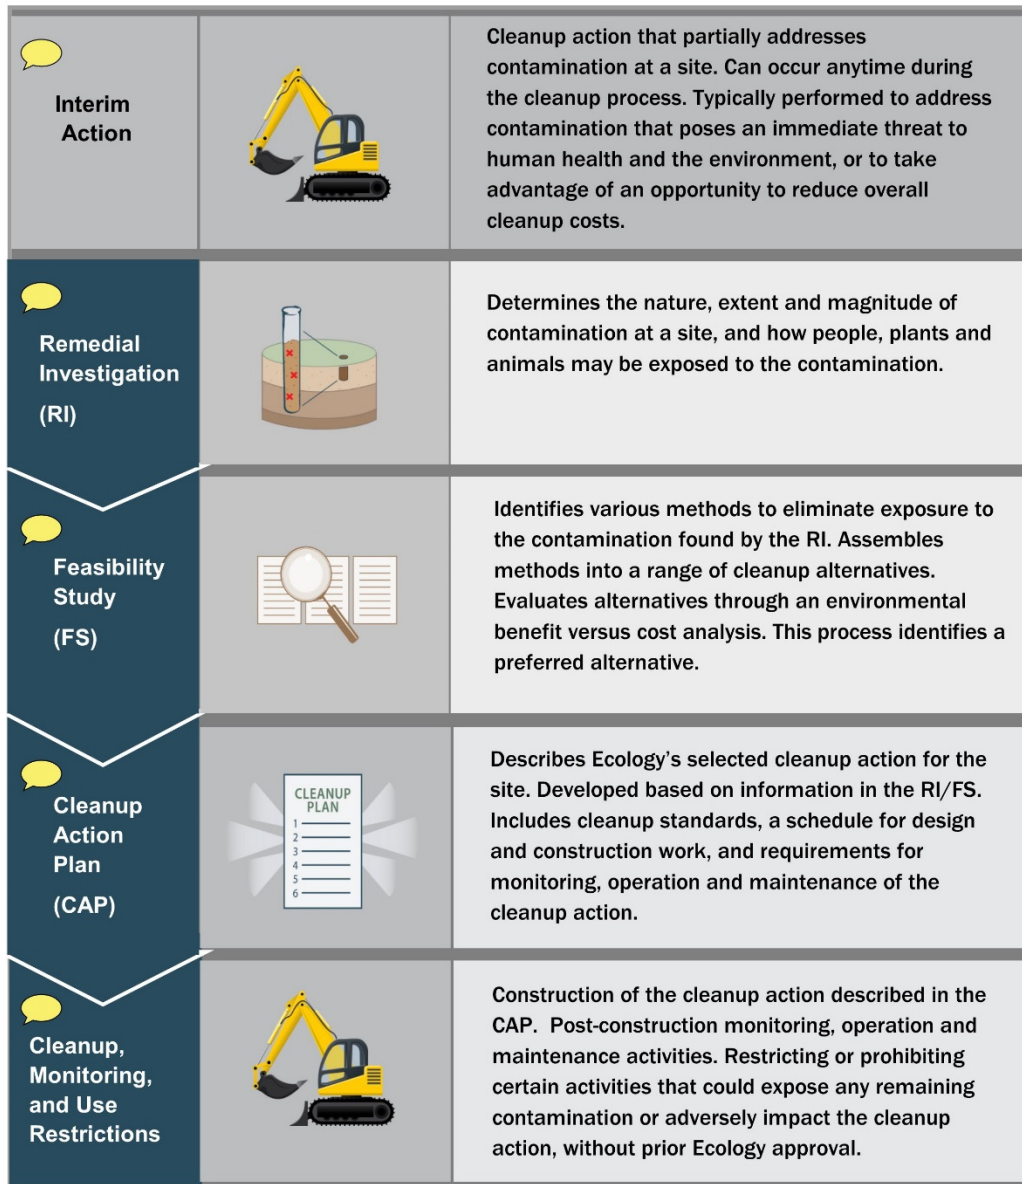 Interim
Action
Cleanup action that partially addresses
contamination at a site. Can occur anytime during
the cleanup process. Typically performed to address
contamination that poses an immediate threat to
human health and the environment, or to take
advantage of an opportunity to reduce overall
cleanup costs.
Remedial
Investigation
(RI)
Determines the nature, extent and magnitude of
contamination at a site, and how people, plants and
animals may be exposed to the contamination.
Feasibility
Study
(FS)
Identifies various methods to eliminate exposure to
the contamination found by the RI. Assembles
methods into a range of cleanup alternatives.
Evaluates alternatives through an environmental
benefit versus cost analysis. This process identifies a
preferred alternative.
Cleanup
Action
Plan
(CAP)
CLEANUP
PLAN
1
2
3
4
5
6
Describes Ecology’s selected cleanup action for the
site. Developed based on information in the RI/FS.
Includes cleanup standards, a schedule for design
and construction work, and requirements for
monitoring, operation and maintenance of the
cleanup action.
Cleanup,
Monitoring,
and Use
Restrictions
Construction of the cleanup action described in the
CAP.  Post-construction monitoring, operation and
maintenance activities. Restricting or prohibiting
certain activities that could expose any remaining
contamination or adversely impact the cleanup
action, without prior Ecology approval.